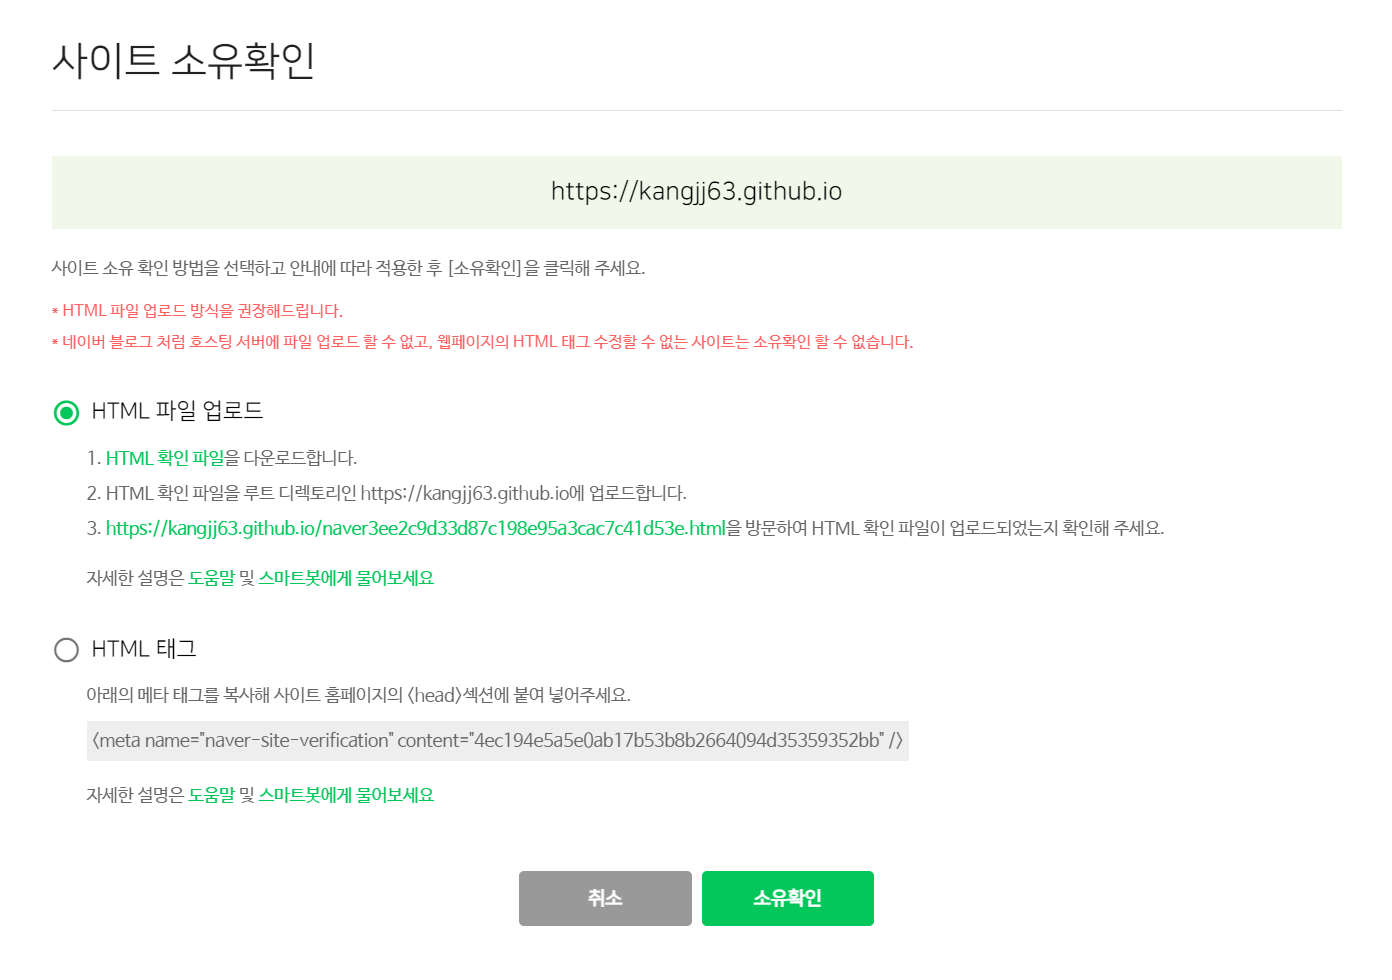 사이트 소유확인
https://kangjj63.github.io
사이트 소유 확인 방법을 선택하고 안내에 따라 적용한 후 [소유확인]을 클릭해 주세요.
* HTML 파일 업로드 방식을 권장해드립니다.
* 네이버 블로그 처럼 호스팅 서버에 파일 업로드 할 수 없고, 웹페이지의 HTML 태그 수정할 수 없는 사이트는 소유확인 할 수 없습니다.
HTML 파일 업로드
1. HTML 확인 파일을 다운로드합니다.
2. HTML 확인 파일을 루트 디렉토리인 https://kangjj63.github.io에 업로드합니다.
3. https://kangjj63.github.io/naver3ee2c9d33d87c198e95a3cac7c41d53e.html을 방문하여 HTML 확인 파일이 업로드되었는지 확인해 주세요.
자세한 설명은 도움말 및 스마트봇에게 물어보세요
HTML 태그
아래의 메타 태그를 복사해 사이트 홈페이지의 <head>섹션에 붙여 넣어주세요.
<meta name="naver-site-verification" content="4ec194e5a5e0ab17b53b8b2664094d35359352bb" />
자세한 설명은 도움말 및 스마트봇에게 물어보세요
취소
소유확인